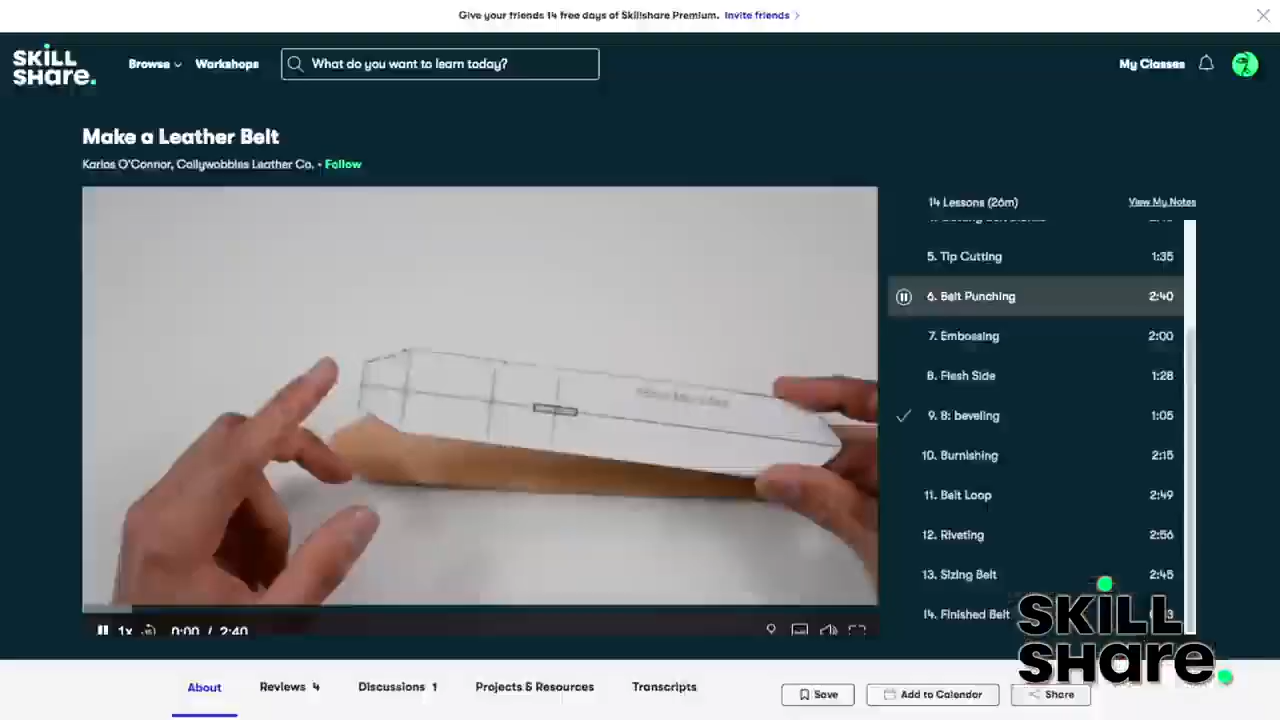 Give your friends 14 free days of Skillshare Premium. Invite friends >
SKILL SHARE.
Browse
Workshops
What do you want to learn today?
My Classes
Make a Leather Belt
Karlos O'Connor, Collywobbles Leather Co. • Follow
14 Lessons (26m)
View My Notes
5. Tip Cutting 1:35
6. Belt Punching 2:40
7. Embossing 2:00
8. Flesh Side 1:28
9. 8: beveling 1:05
10. Burnishing 2:15
11. Belt Loop 2:49
12. Riveting 2:56
13. Sizing Belt 2:45
14. Finished Belt
1x 0:00 / 2:40
SKILL SHARE.
About
Reviews 4
Discussions 1
Projects & Resources
Transcripts
Save
Add to Calendar
Share